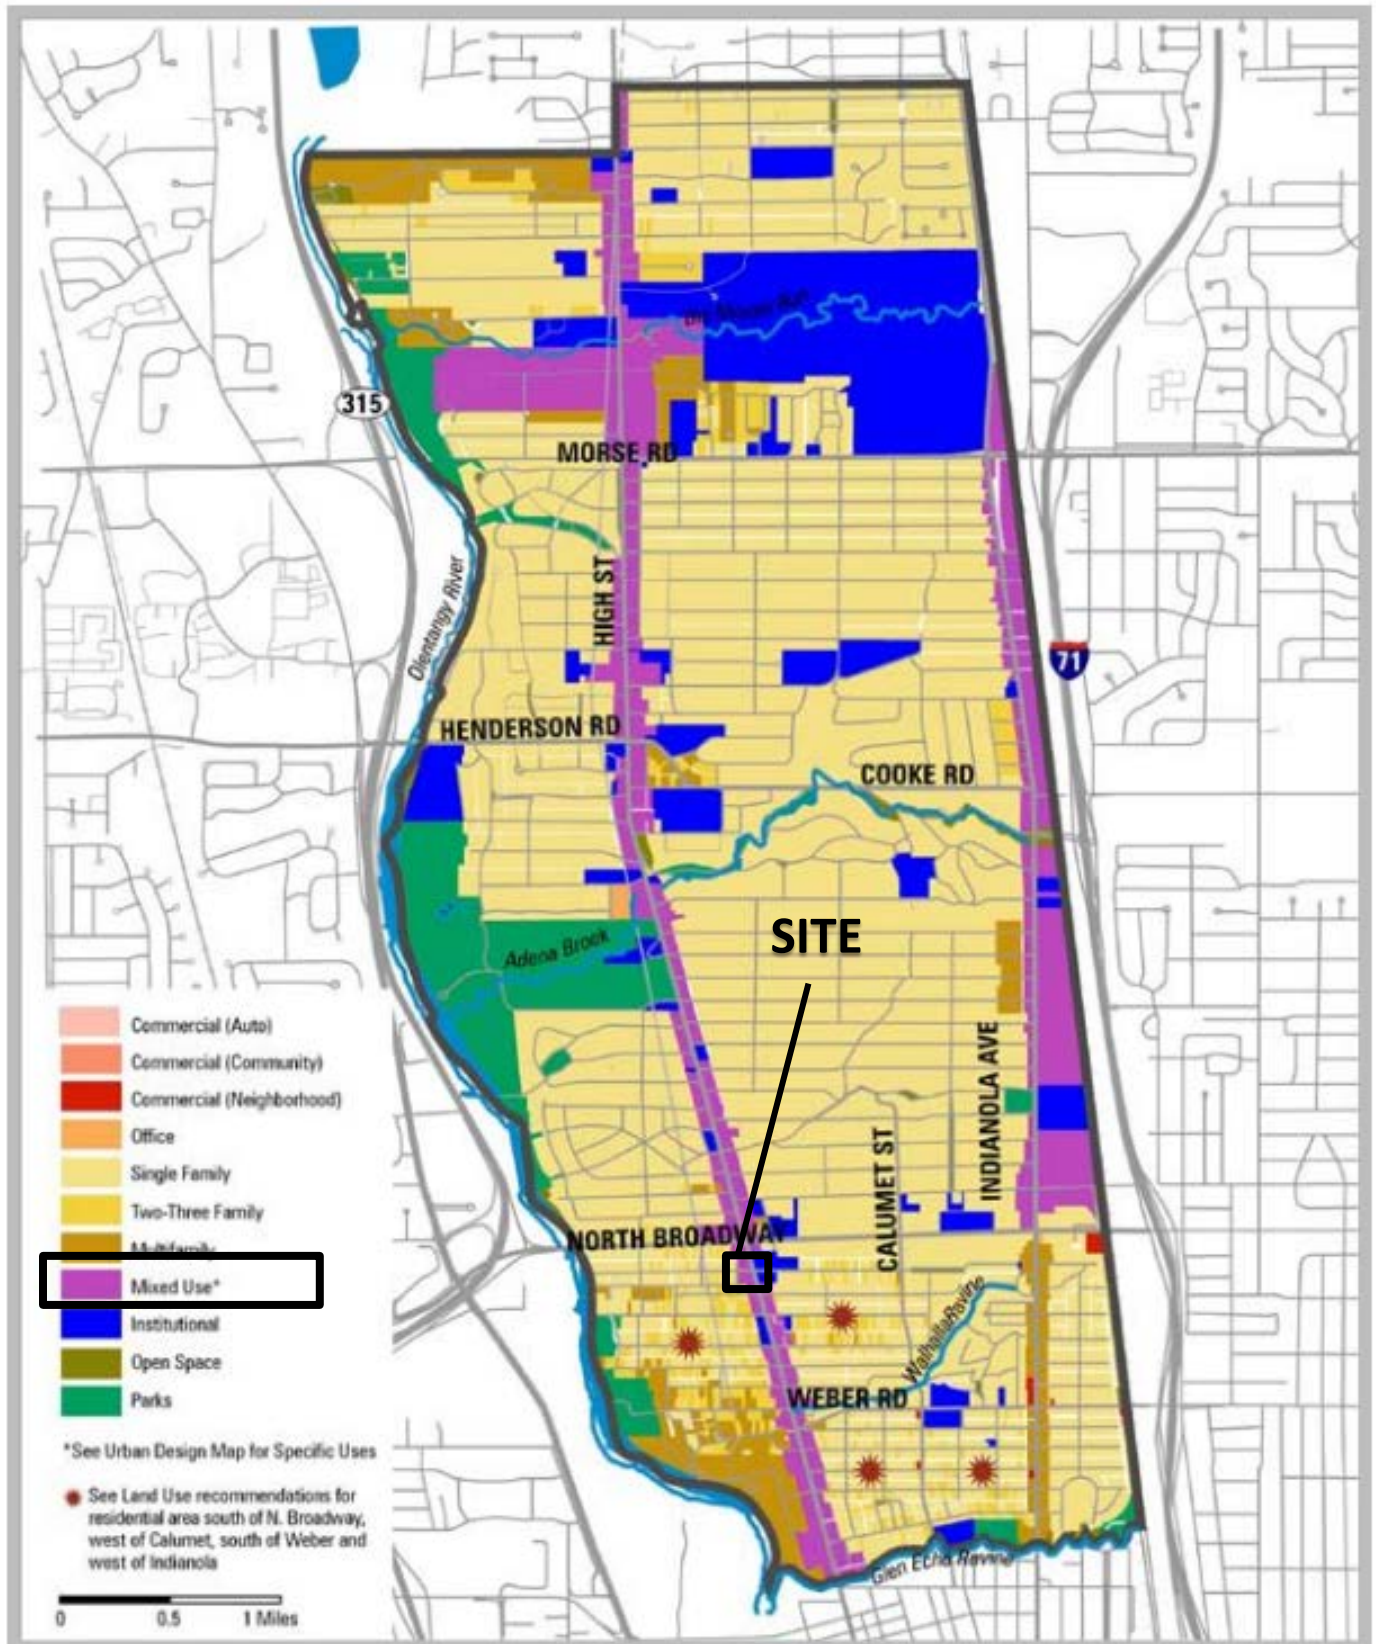 Big Morse Run
315
MORSE RD
HIGH ST
Olentangy River
71
HENDERSON RD
COOKE RD
SITE
Adena Brook
INDIANOLA AVE
CALUMET ST
NORTH BROADWAY
Walhalla Ravine
WEBER RD
Glen Echo Ravine
Commercial (Auto)
Commercial (Community)
Commercial (Neighborhood)
Office
Single Family
Two-Three Family
Multifamily
Mixed Use*
Institutional
Open Space
Parks
*See Urban Design Map for Specific Uses
See Land Use recommendations for
residential area south of N. Broadway,
west of Calumet, south of Weber and
west of Indianola
0 0.5 1 Miles